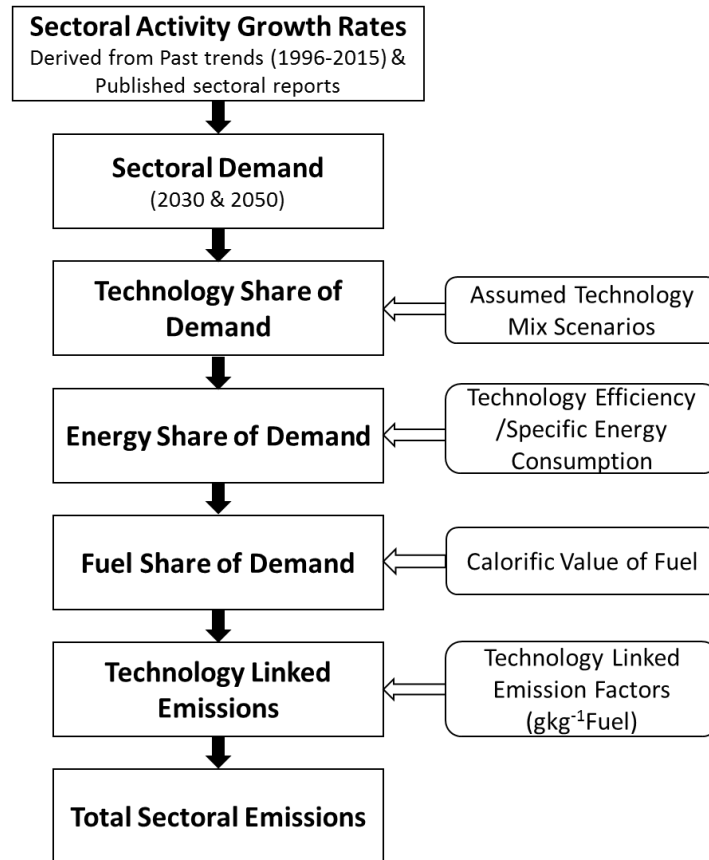 Sectoral Activity Growth Rates
Derived from Past trends (1996-2015) &
Published sectoral reports
Sectoral Demand
(2030 & 2050)
Technology Share of
Demand
Assumed Technology
Mix Scenarios
Energy Share of Demand
Technology Efficiency
/Specific Energy
Consumption
Fuel Share of Demand
Calorific Value of Fuel
Technology Linked
Emissions
Technology Linked
Emission Factors
(gkg⁻¹Fuel)
Total Sectoral Emissions